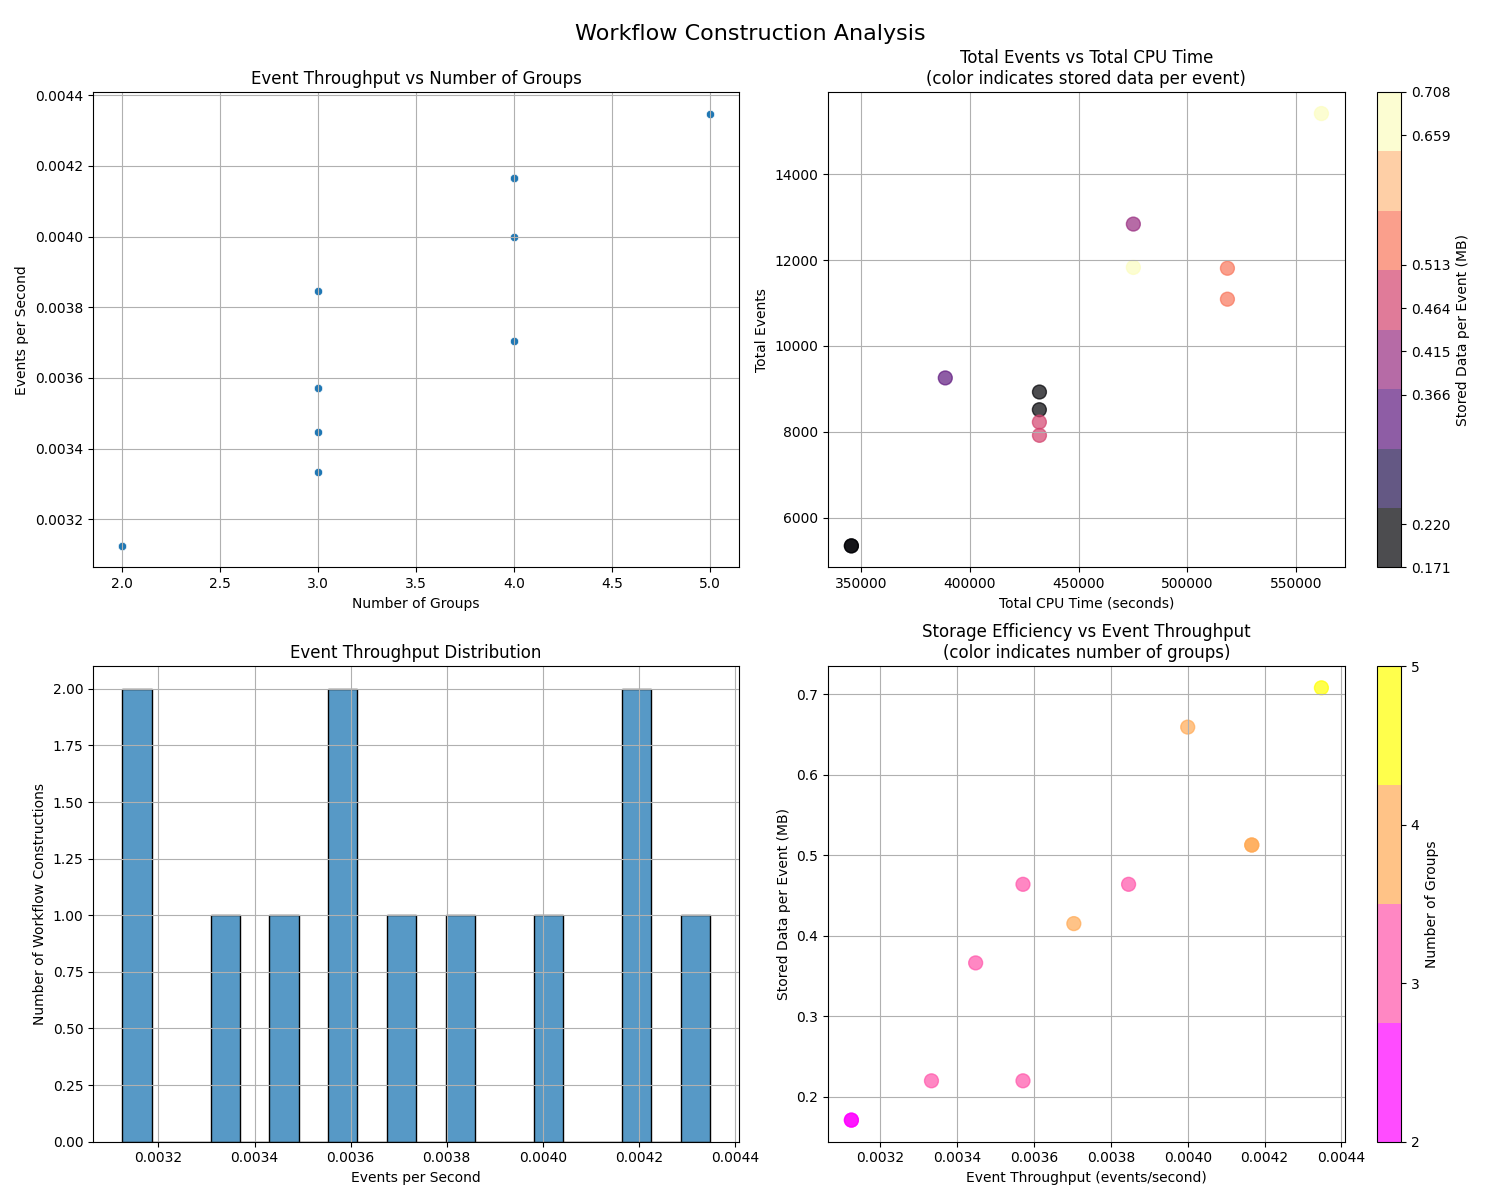 Workflow Construction Analysis
Event Throughput vs Number of Groups
0.0044
0.0042
0.0040
0.0038
0.0036
0.0034
0.0032
Events per Second
2.0 2.5 3.0 3.5 4.0 4.5 5.0
Number of Groups
Total Events vs Total CPU Time
(color indicates stored data per event)
14000
12000
10000
8000
6000
Total Events
350000 400000 450000 500000 550000
Total CPU Time (seconds)
0.708
0.659
0.513
0.464
0.415
0.366
0.220
0.171
Stored Data per Event (MB)
Event Throughput Distribution
2.00
1.75
1.50
1.25
1.00
0.75
0.50
0.25
0.00
Number of Workflow Constructions
0.0032 0.0034 0.0036 0.0038 0.0040 0.0042 0.0044
Events per Second
Storage Efficiency vs Event Throughput
(color indicates number of groups)
0.7
0.6
0.5
0.4
0.3
0.2
Stored Data per Event (MB)
0.0032 0.0034 0.0036 0.0038 0.0040 0.0042 0.0044
Event Throughput (events/second)
5
4
3
2
Number of Groups